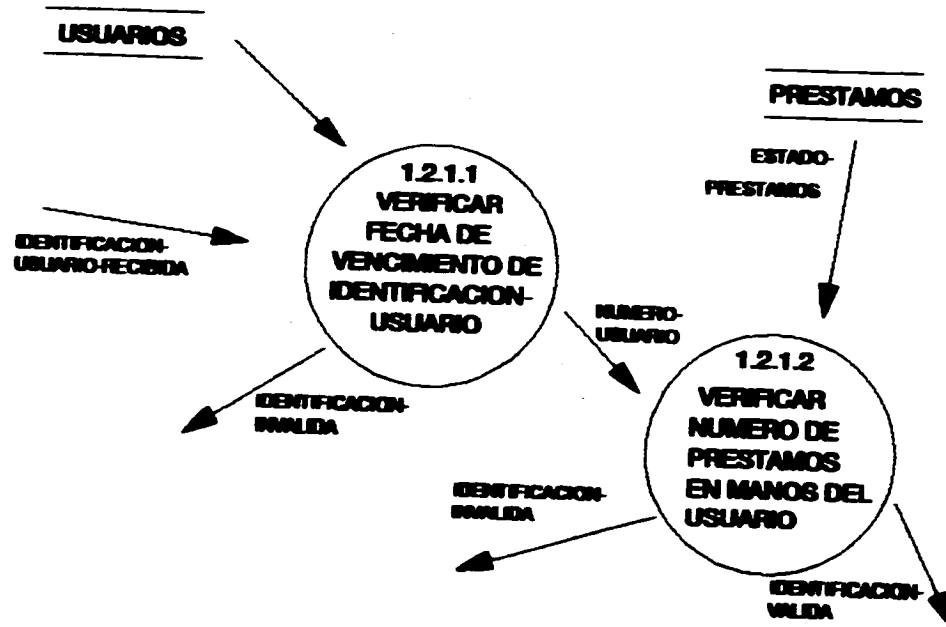 USUARIOS
PRESTAMOS
ESTADO-
PRESTAMOS
1.2.1.1
VERIFICAR
FECHA DE
VENCIMIENTO DE
IDENTIFICACION-
USUARIO
IDENTIFICACION-
USUARIO-RECIBIDA
NUMERO-
USUARIO
IDENTIFICACION-
INVALIDA
1.2.1.2
VERIFICAR
NUMERO DE
PRESTAMOS
EN MANOS DEL
USUARIO
IDENTIFICACION-
INVALIDA
IDENTIFICACION-
VALIDA